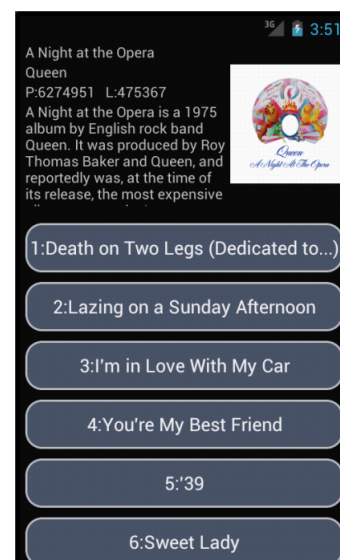 3G 3:51
A Night at the Opera
Queen
P:6274951 L:475367
A Night at the Opera is a 1975
album by English rock band
Queen. It was produced by Roy
Thomas Baker and Queen, and
reportedly was, at the time of
its release, the most expensive
Queen
A Night At The Opera
1:Death on Two Legs (Dedicated to...)
2:Lazing on a Sunday Afternoon
3:I'm in Love With My Car
4:You're My Best Friend
5:'39
6:Sweet Lady